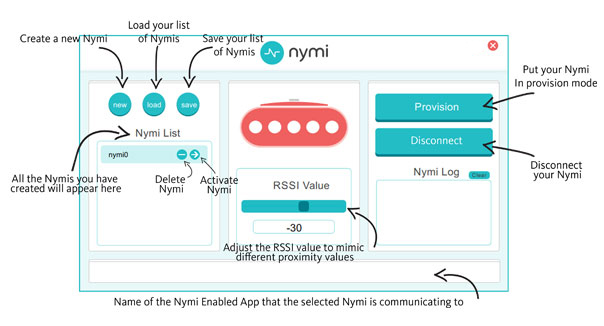 Load your list
of Nymis
Create a new Nymi
Save your list
of Nymis
nymi
new
load
save
Nymi List
nymi0
Delete
Nymi
Activate
Nymi
All the Nymis you have
created will appear here
RSSI Value
-30
Adjust the RSSI value to mimic
different proximity values
Provision
Disconnect
Nymi Log
Clear
Put your Nymi
In provision mode
Disconnect
your Nymi
Name of the Nymi Enabled App that the selected Nymi is communicating to